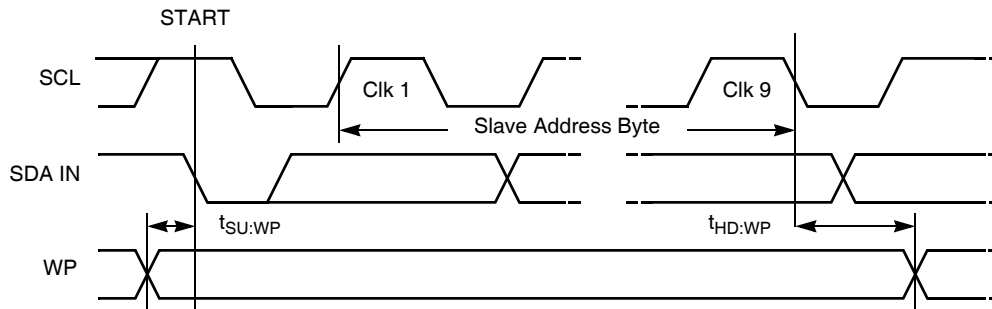 START
SCL
Clk 1
Clk 9
Slave Address Byte
SDA IN
tSU:WP
tHD:WP
WP